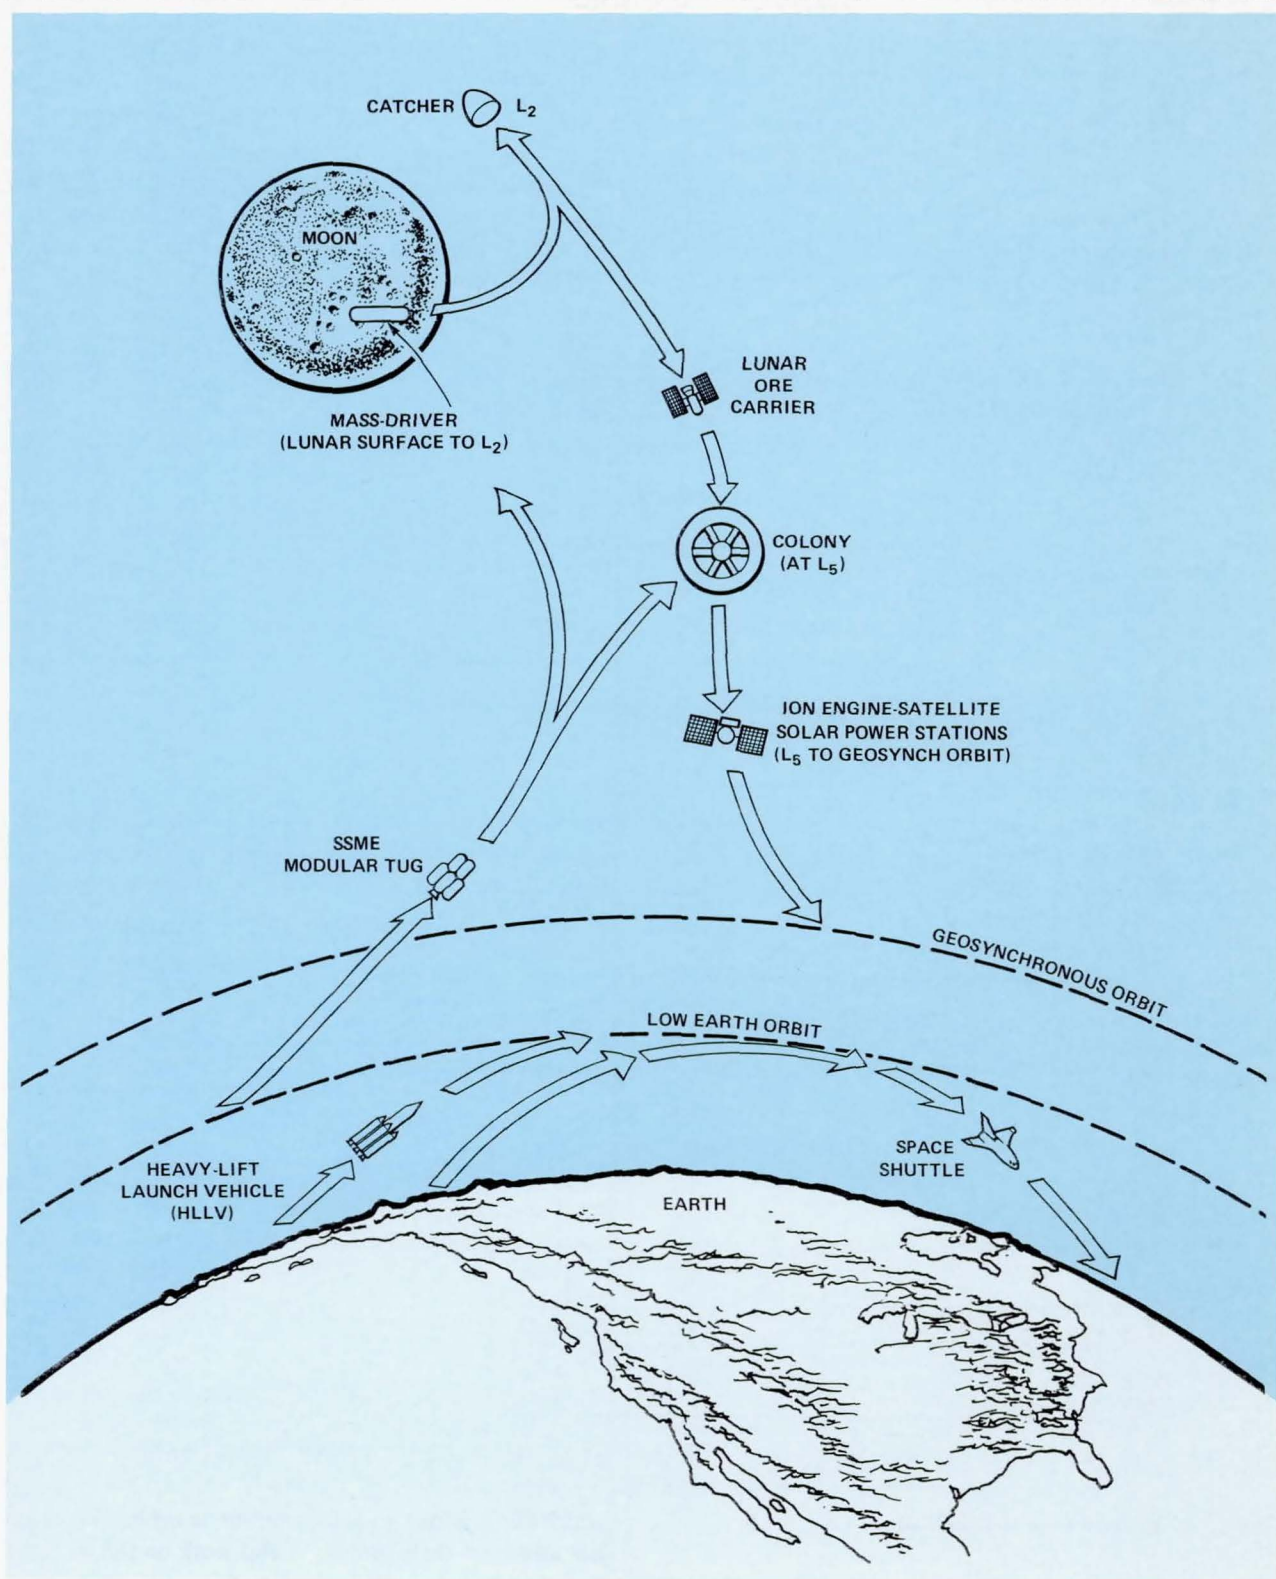 CATCHER L₂
MOON
MASS-DRIVER
(LUNAR SURFACE TO L₂)
LUNAR
ORE
CARRIER
COLONY
(AT L₅)
ION ENGINE-SATELLITE
SOLAR POWER STATIONS
(L₅ TO GEOSYNCH ORBIT)
SSME
MODULAR TUG
GEOSYNCHRONOUS ORBIT
LOW EARTH ORBIT
HEAVY-LIFT
LAUNCH VEHICLE
(HLLV)
SPACE
SHUTTLE
EARTH